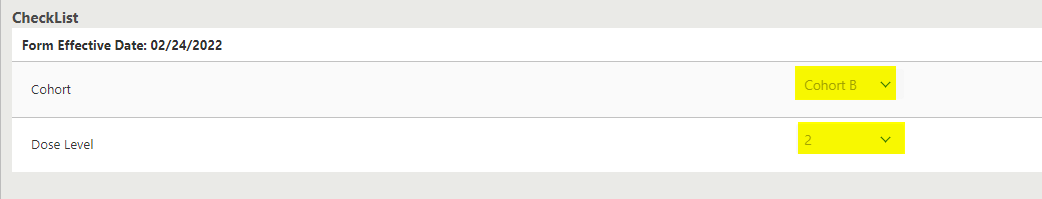 CheckList
Form Effective Date: 02/24/2022
Cohort Cohort B
Dose Level 2